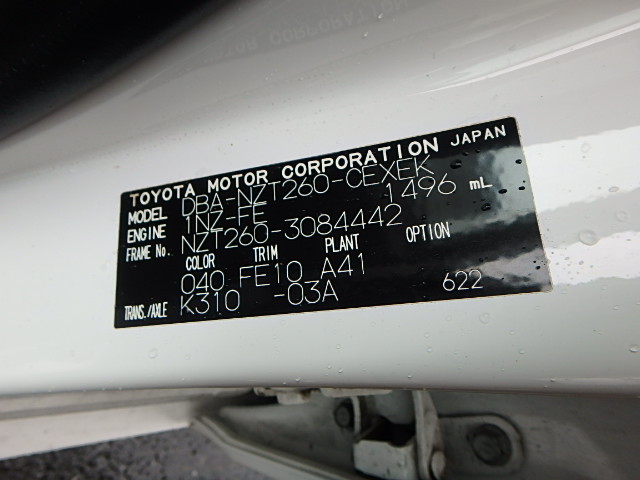 TOYOTA MOTOR CORPORATION JAPAN
MODEL DBA-NZT260-CEXEK
ENGINE 1NZ-FE 1496 mL
FRAME No. NZT260-3084442
COLOR TRIM PLANT OPTION
040 FE10 A41
TRANS./AXLE K310 -03A 622